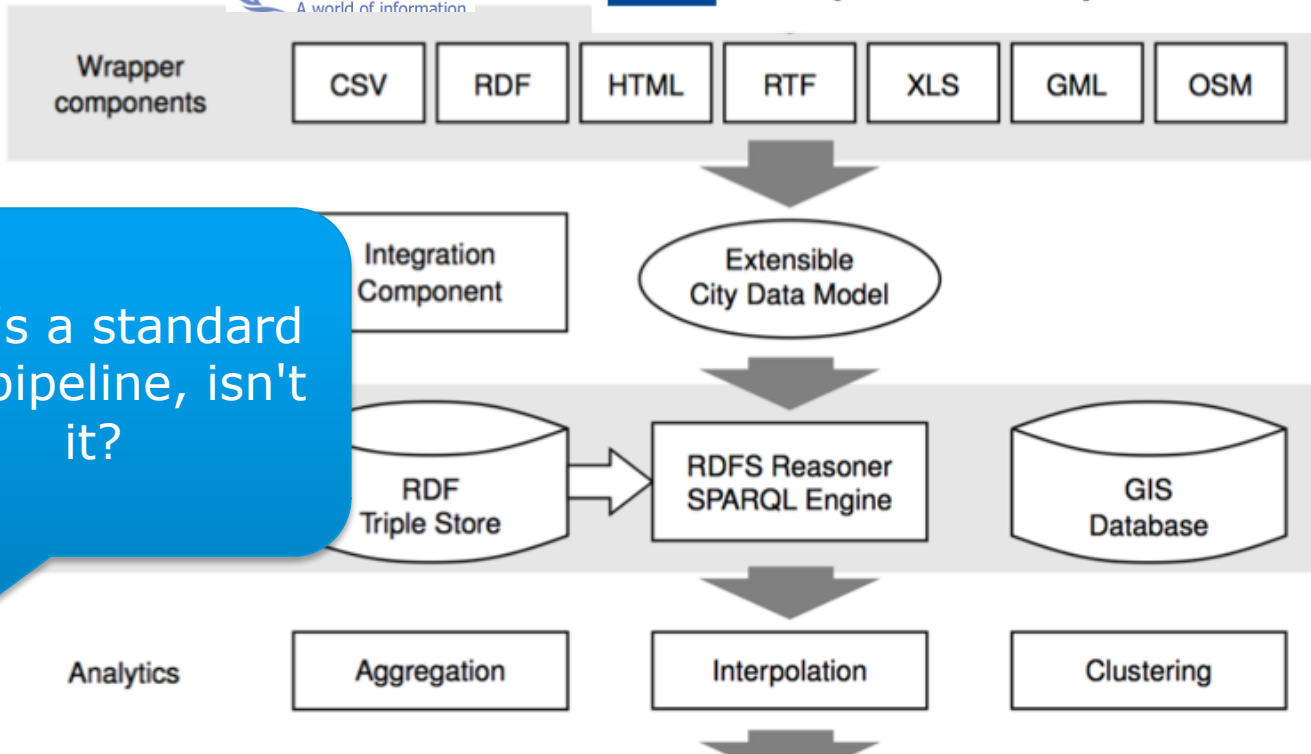 A world of information
Wrapper
components
CSV
RDF
HTML
RTF
XLS
GML
OSM
Integration
Component
Extensible
City Data Model
s a standard
pipeline, isn't
it?
RDF
Triple Store
RDFS Reasoner
SPARQL Engine
GIS
Database
Analytics
Aggregation
Interpolation
Clustering